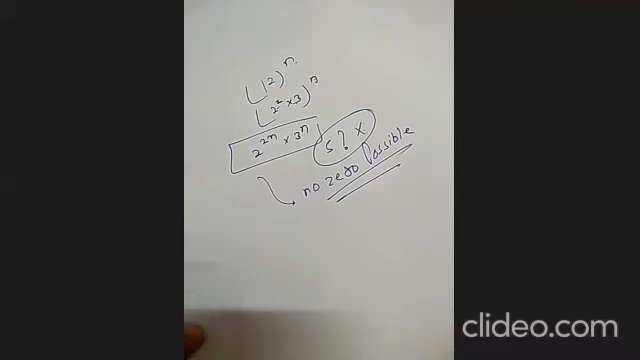 (12)ⁿ
(2² × 3)ⁿ
2²ⁿ × 3ⁿ 5? X
no zero Possible
clideo.com